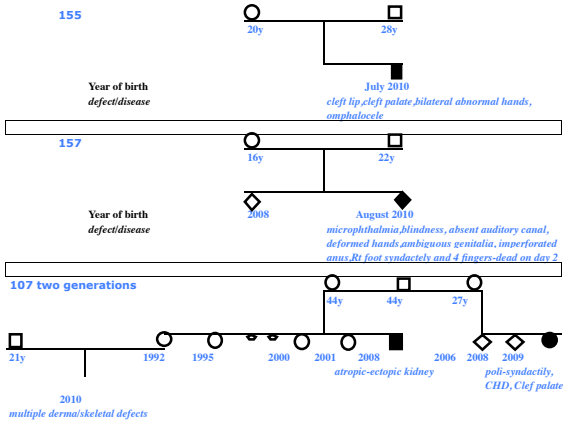 155
20y 28y
Year of birth July 2010
defect/disease cleft lip,cleft palate,bilateral abnormal hands,
omphalocele
157
16y 22y
2008
Year of birth August 2010
defect/disease microphthalmia,blindness, absent auditory canal,
deformed hands,ambiguous genitalia, imperforated
anus,Rt foot syndactely and 4 fingers-dead on day 2
107 two generations
44y 44y 27y
21y 1992 1995 2000 2001 2008 2006 2008 2009
atropic-ectopic kidney poli-syndactily,
CHD, Clef palate
2010
multiple derma/skeletal defects